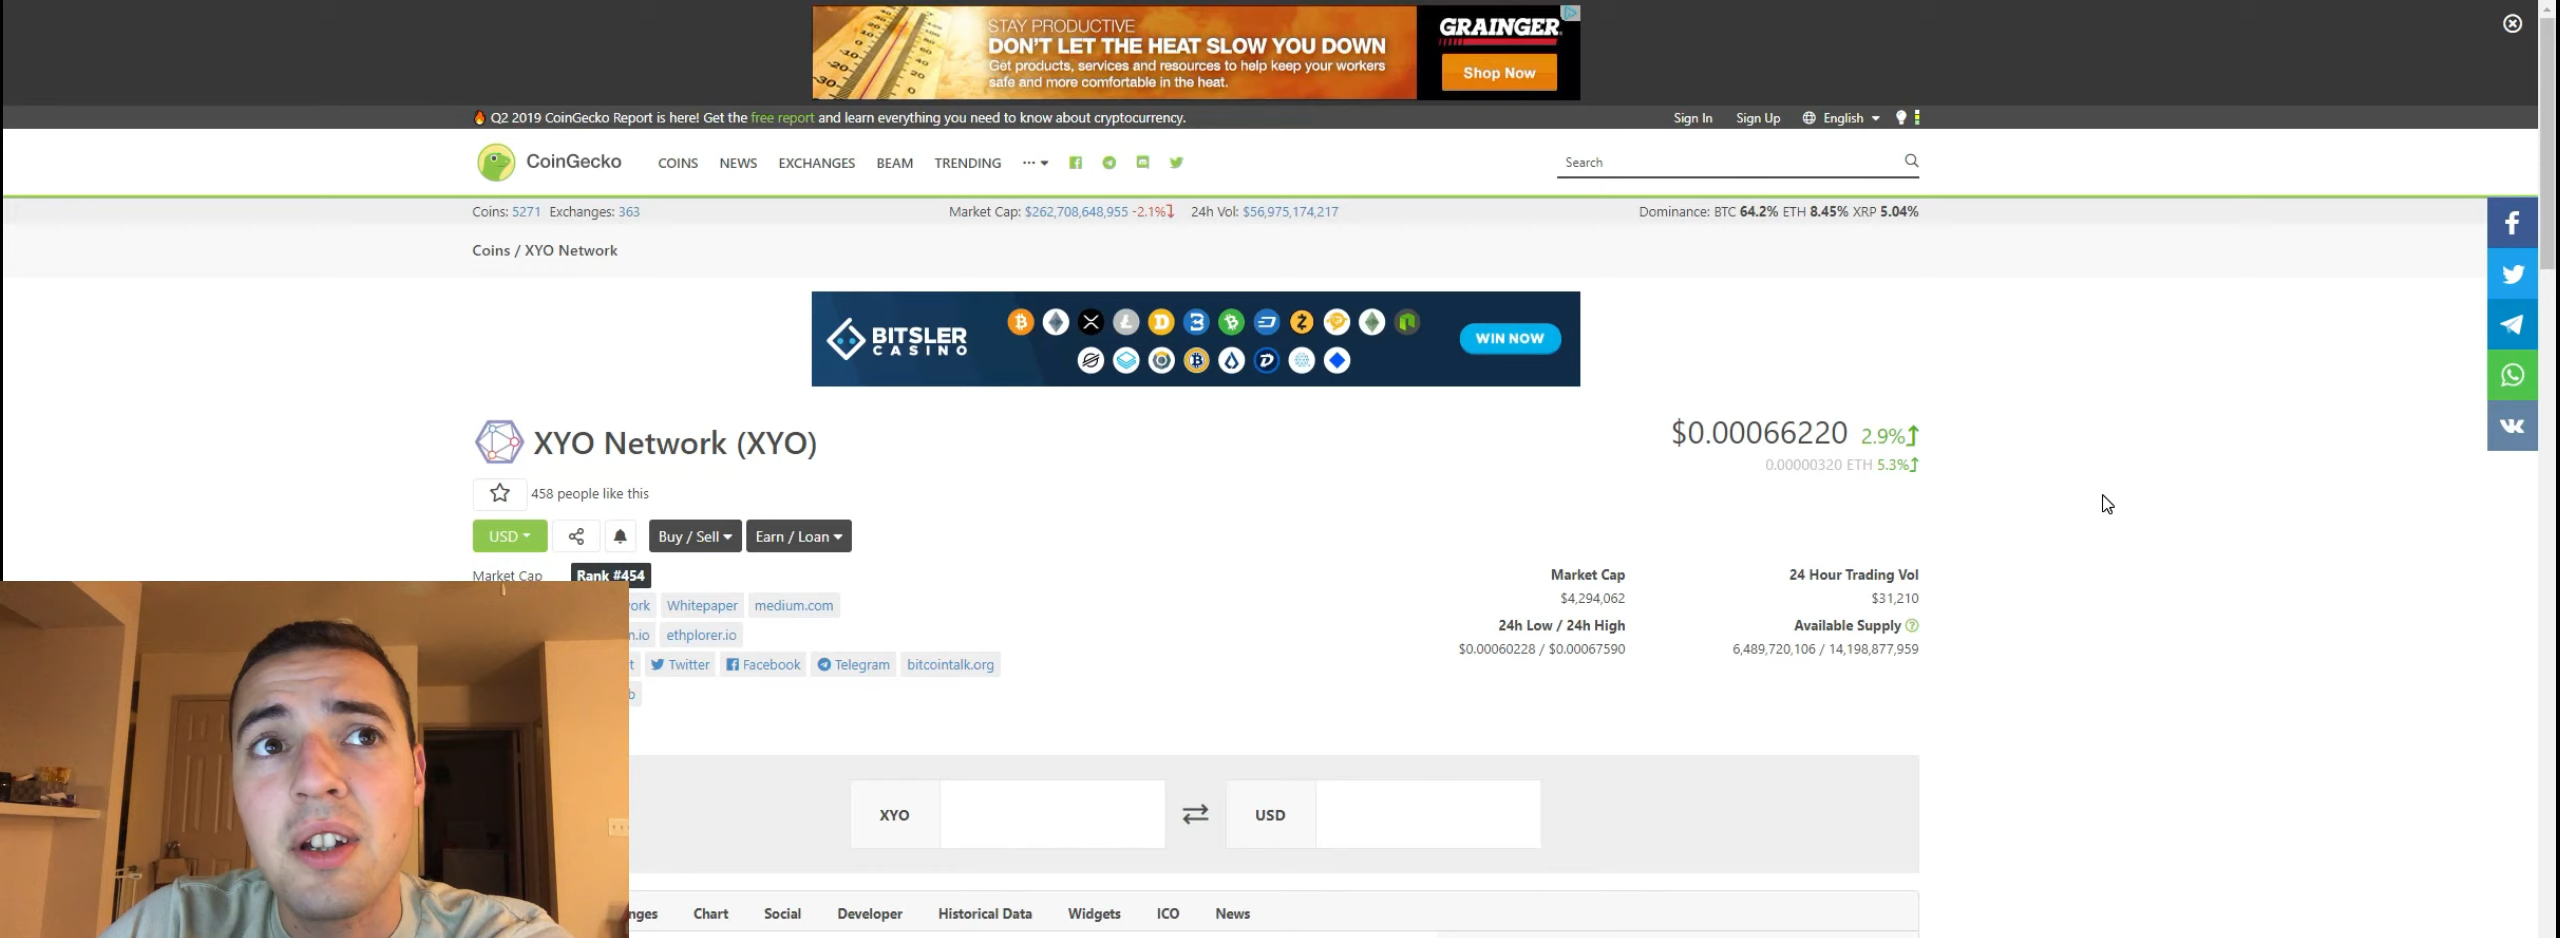 STAY PRODUCTIVE
DON'T LET THE HEAT SLOW YOU DOWN
Get products, services and resources to help keep your workers
safe and more comfortable in the heat.
GRAINGER
Shop Now
Q2 2019 CoinGecko Report is here! Get the free report and learn everything you need to know about cryptocurrency.
Sign In Sign Up English
CoinGecko COINS NEWS EXCHANGES BEAM TRENDING ... Search
Coins: 5271 Exchanges: 363 Market Cap: $262,708,648,955 -2.1% 24h Vol: $56,975,174,217 Dominance: BTC 64.2% ETH 8.45% XRP 5.04%
Coins / XYO Network
BITSLER
CASINO
WIN NOW
XYO Network (XYO)
$0.00066220 2.9%
0.00000320 ETH 5.3%
458 people like this
USD Buy / Sell Earn / Loan
Market Cap Rank #454
Market Cap 24 Hour Trading Vol
$4,294,062 $31,210
ork Whitepaper medium.com
24h Low / 24h High Available Supply
n.io ethplorer.io
$0.00060228 / $0.00067590 6,489,720,106 / 14,198,877,959
t Twitter Facebook Telegram bitcointalk.org
b
XYO USD
nges Chart Social Developer Historical Data Widgets ICO News